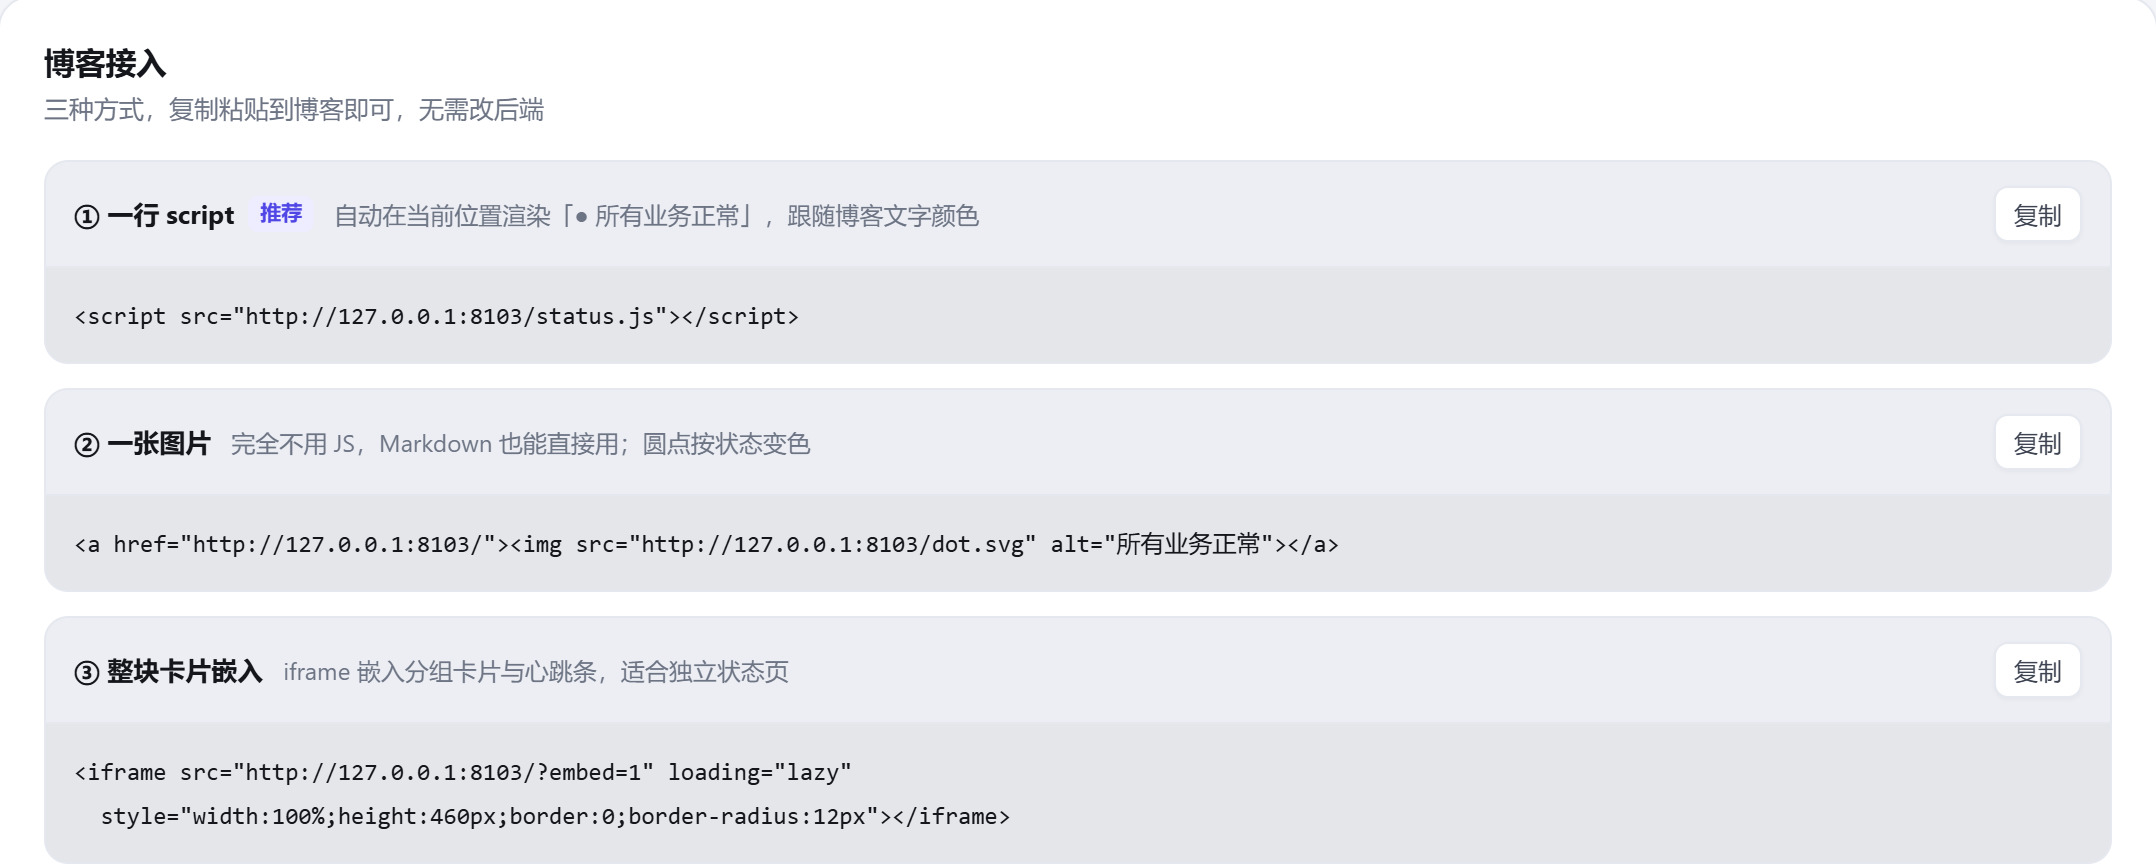 博客接入
三种方式，复制粘贴到博客即可，无需改后端
① 一行 script 推荐 自动在当前位置渲染「● 所有业务正常」，跟随博客文字颜色 复制
<script src="http://127.0.0.1:8103/status.js"></script>
② 一张图片 完全不用 JS，Markdown 也能直接用；圆点按状态变色 复制
<a href="http://127.0.0.1:8103/"><img src="http://127.0.0.1:8103/dot.svg" alt="所有业务正常"></a>
③ 整块卡片嵌入 iframe 嵌入分组卡片与心跳条，适合独立状态页 复制
<iframe src="http://127.0.0.1:8103/?embed=1" loading="lazy"
  style="width:100%;height:460px;border:0;border-radius:12px"></iframe>